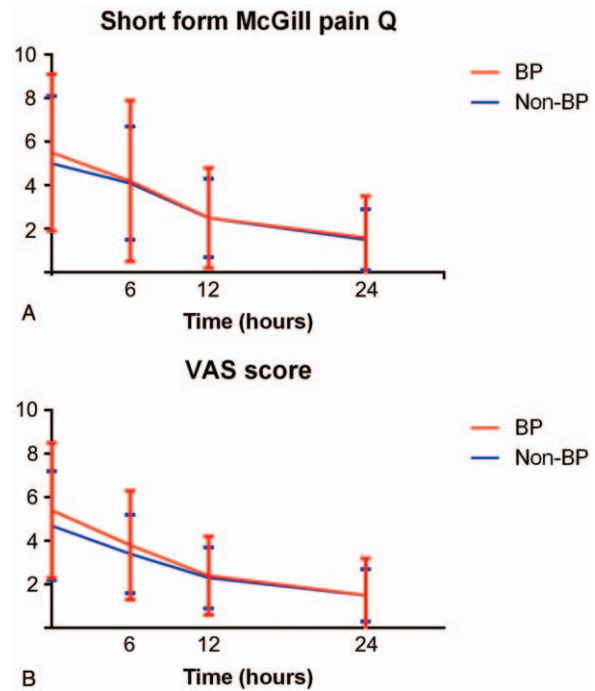 Short form McGill pain Q
10
8
6
4
2
BP
Non-BP
6 12 24
A
Time (hours)
VAS score
10
8
6
4
2
BP
Non-BP
6 12 24
B
Time (hours)